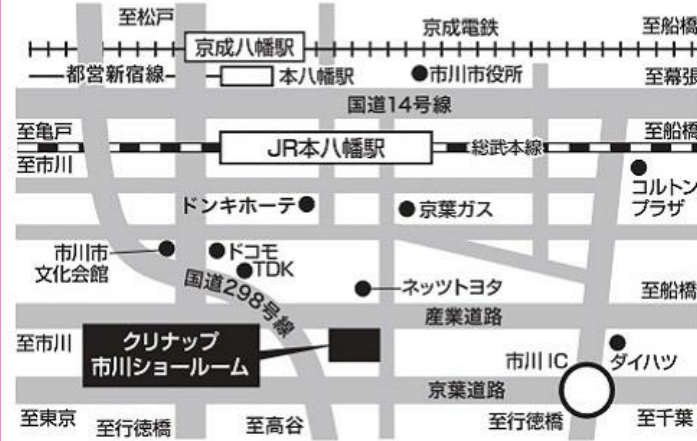 至松戸
京成電鉄
至船橋
京成八幡駅
都営新宿線
本八幡駅
市川市役所
至幕張
国道14号線
至亀戸
至船橋
JR本八幡駅
総武本線
至市川
コルトン
プラザ
ドンキホーテ
京葉ガス
市川市
文化会館
ドコモ
TDK
国道298号線
ネッツトヨタ
至船橋
産業道路
至市川
クリナップ
市川ショールーム
市川 IC
ダイハツ
京葉道路
至東京
至行徳橋
至高谷
至行徳橋
至千葉